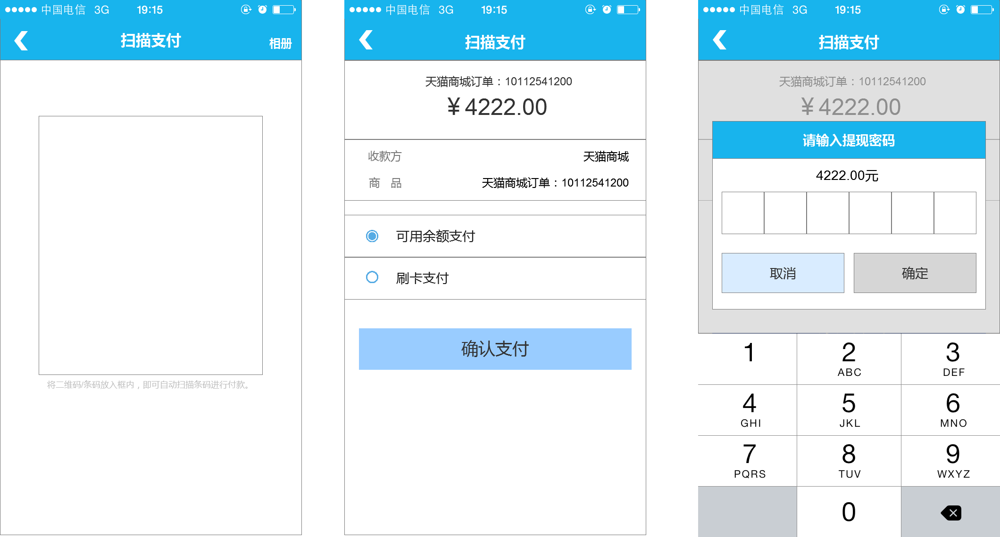 中国电信 3G 19:15
扫描支付 相册
将二维码/条码放入框内，即可自动扫描条码进行付款。
中国电信 3G 19:15
扫描支付
天猫商城订单：10112541200
¥ 4222.00
收款方 天猫商城
商 品 天猫商城订单：10112541200
可用余额支付
刷卡支付
确认支付
中国电信 3G 19:15
扫描支付
天猫商城订单：10112541200
¥ 4222.00
请输入提现密码
4222.00元
取消 确定
1 2 3
ABC DEF
4 5 6
GHI JKL MNO
7 8 9
PQRS TUV WXYZ
0